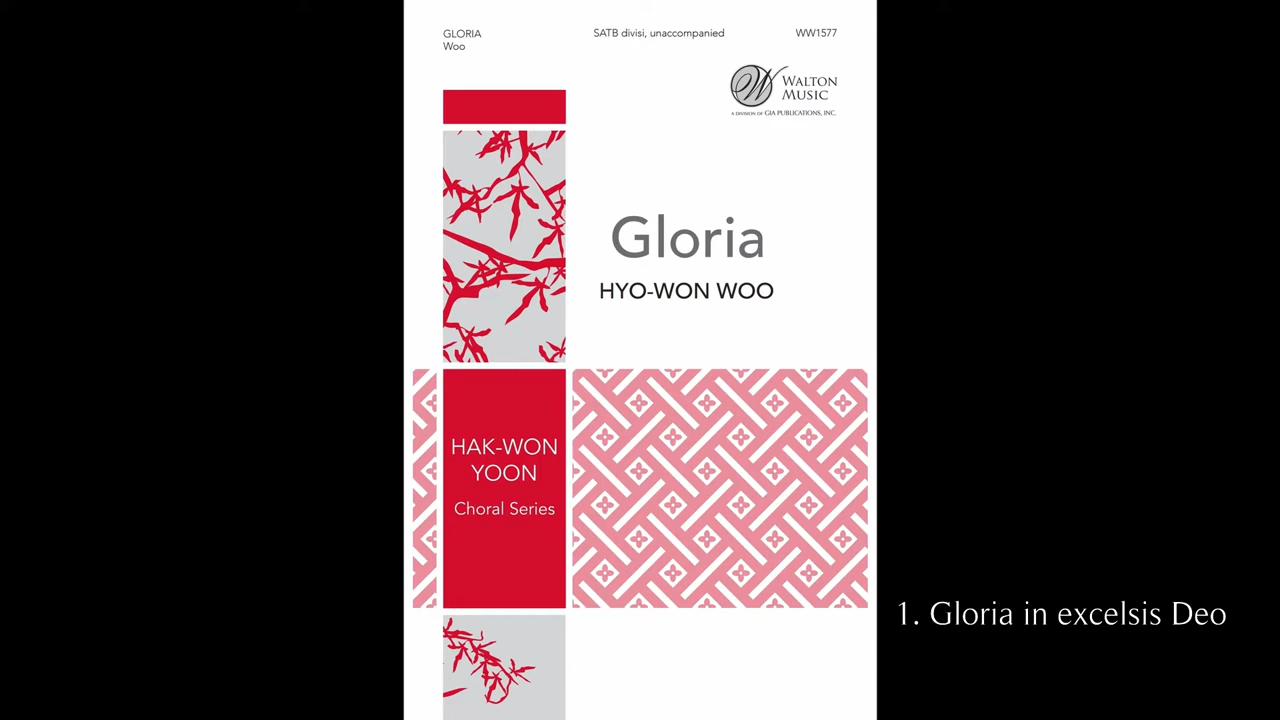 GLORIA
Woo
SATB divisi, unaccompanied
WW1577
WALTON
MUSIC
A DIVISION OF GIA PUBLICATIONS, INC.
Gloria
HYO-WON WOO
HAK-WON
YOON
Choral Series
1. Gloria in excelsis Deo